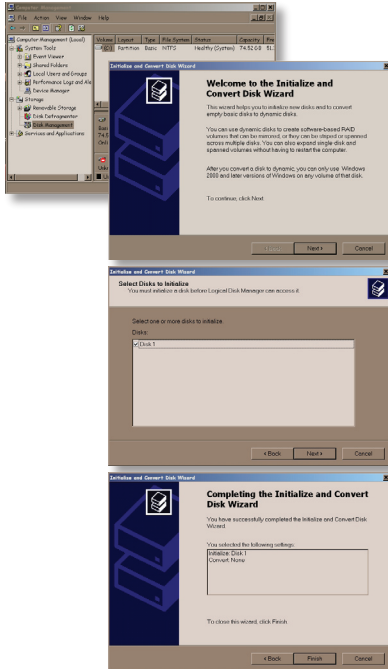 Computer Management
File Action View Window Help
Computer Management (Local)
System Tools
Event Viewer
Shared Folders
Local Users and Groups
Performance Logs and Ale
Device Manager
Storage
Removable Storage
Disk Defragmenter
Disk Management
Services and Applications
Volume Layout Type File System Status Capacity
(C:) Partition Basic NTFS Healthy (System) 74.52 GB
Initialize and Convert Disk Wizard
Welcome to the Initialize and
Convert Disk Wizard
This wizard helps you to initialize new disks and to convert
empty basic disks to dynamic disks.
You can use dynamic disks to create software-based RAID
volumes that can be mirrored, or they can be striped or spanned
across multiple disks. You can also expand single disk and
spanned volumes without having to restart the computer.
After you convert a disk to dynamic, you can only use Windows
2000 and later versions of Windows on any volume of that disk.
To continue, click Next.
< Back Next > Cancel
Initialize and Convert Disk Wizard
Select Disks to Initialize
You must initialize a disk before Logical Disk Manager can access it.
Select one or more disks to initialize.
Disks:
Disk 1
< Back Next > Cancel
Initialize and Convert Disk Wizard
Completing the Initialize and Convert
Disk Wizard
You have successfully completed the Initialize and Convert Disk
Wizard.
You selected the following settings:
Initialize: Disk 1
Convert: None
To close this wizard, click Finish.
< Back Finish Cancel